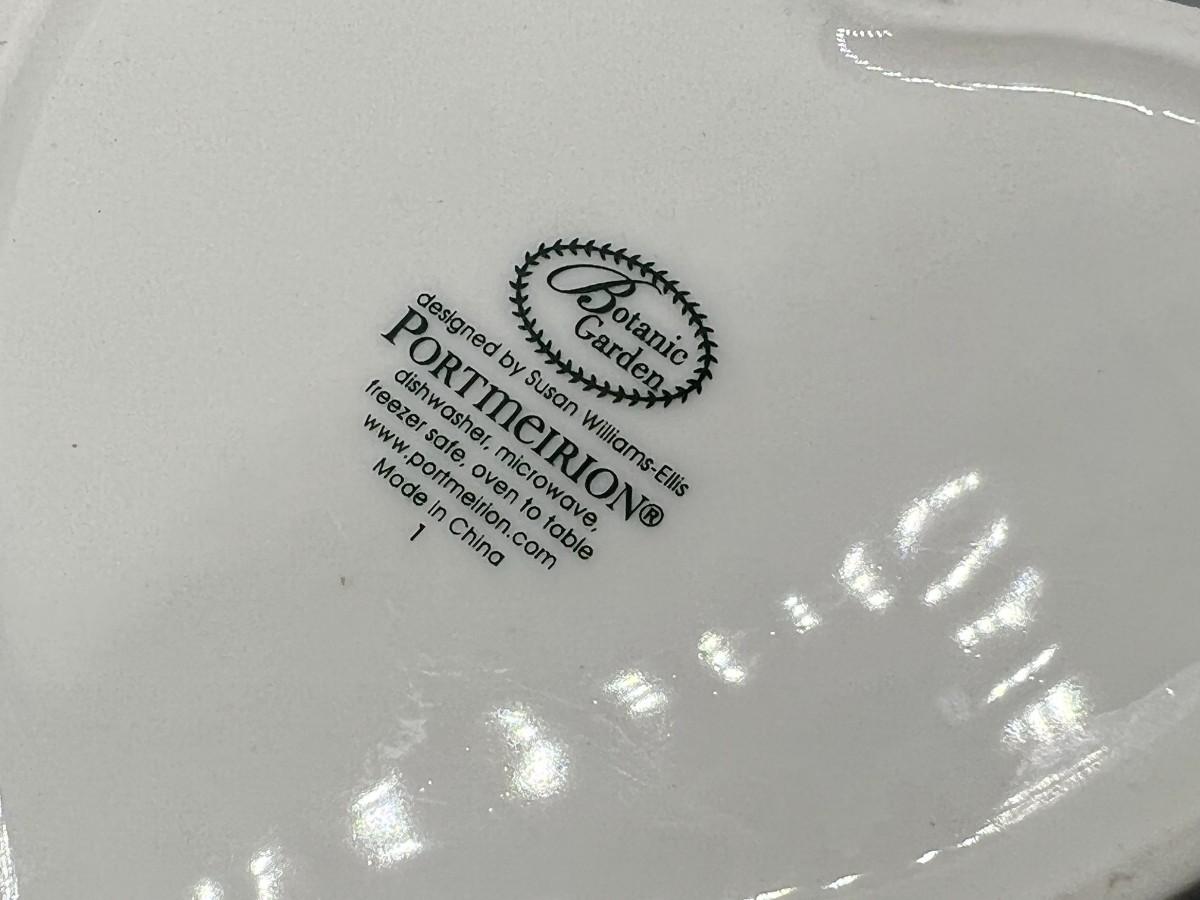 Botanic
Garden
designed by Susan Williams-Ellis
PORTMEIRION®
dishwasher, microwave,
freezer safe, oven to table
www.portmeirion.com
Made in China
1